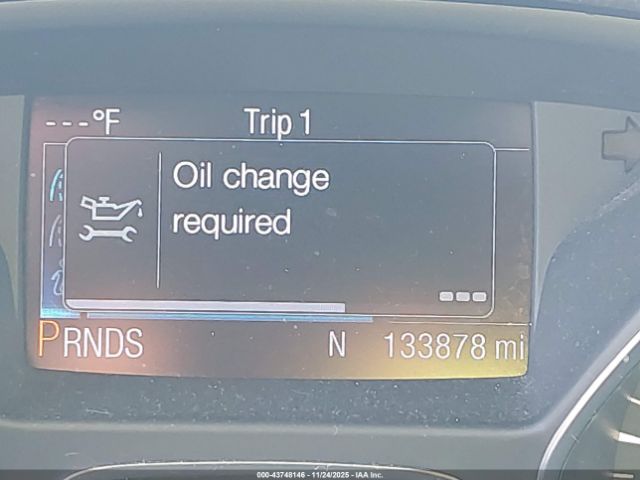 ---°F Trip 1
Oil change
required
PRNDS N 133878 mi
000-43748146 - 11/24/2025 - IAA Inc.